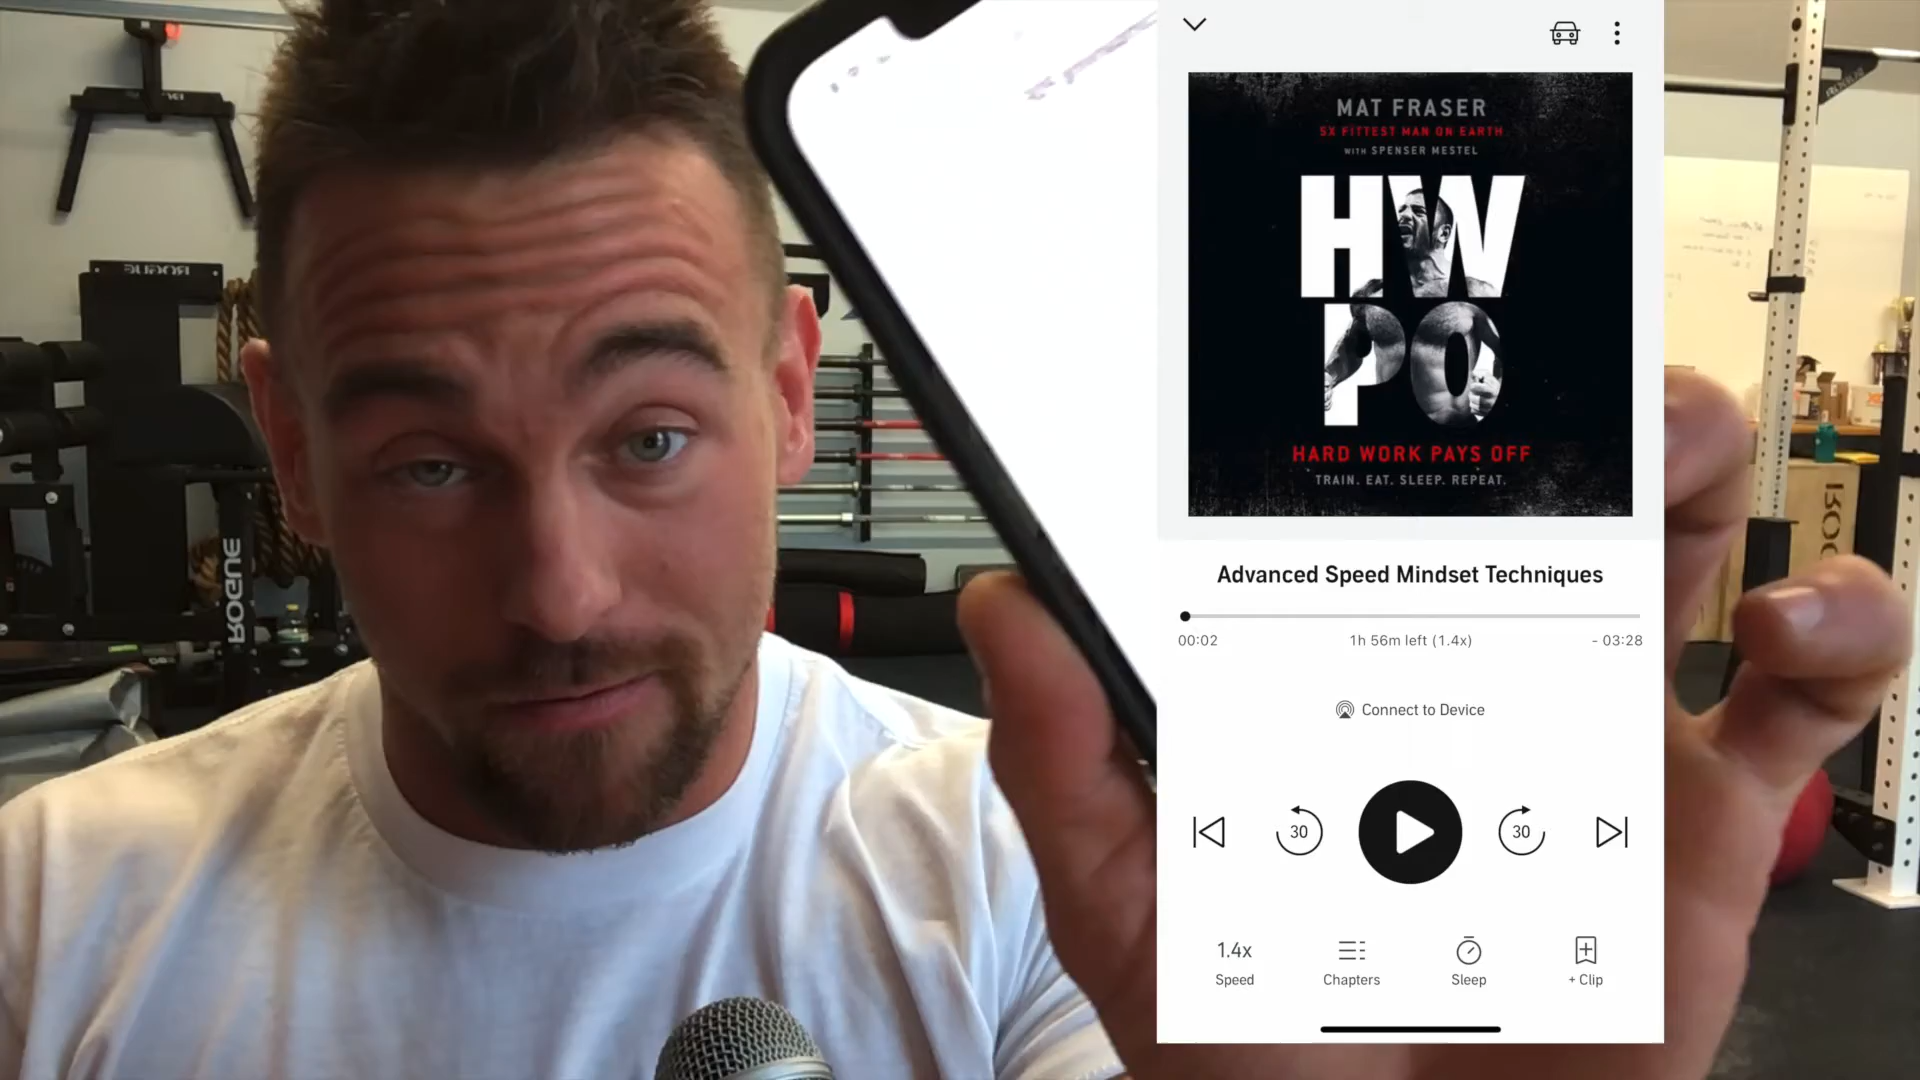 MAT FRASER
5X FITTEST MAN ON EARTH
WITH SPENSER MESTEL
HW
PO
HARD WORK PAYS OFF
TRAIN. EAT. SLEEP. REPEAT.
Advanced Speed Mindset Techniques
00:02
1h 56m left (1.4x)
- 03:28
Connect to Device
30
30
1.4x
Speed
Chapters
Sleep
+ Clip
ROGUE
ROGUE